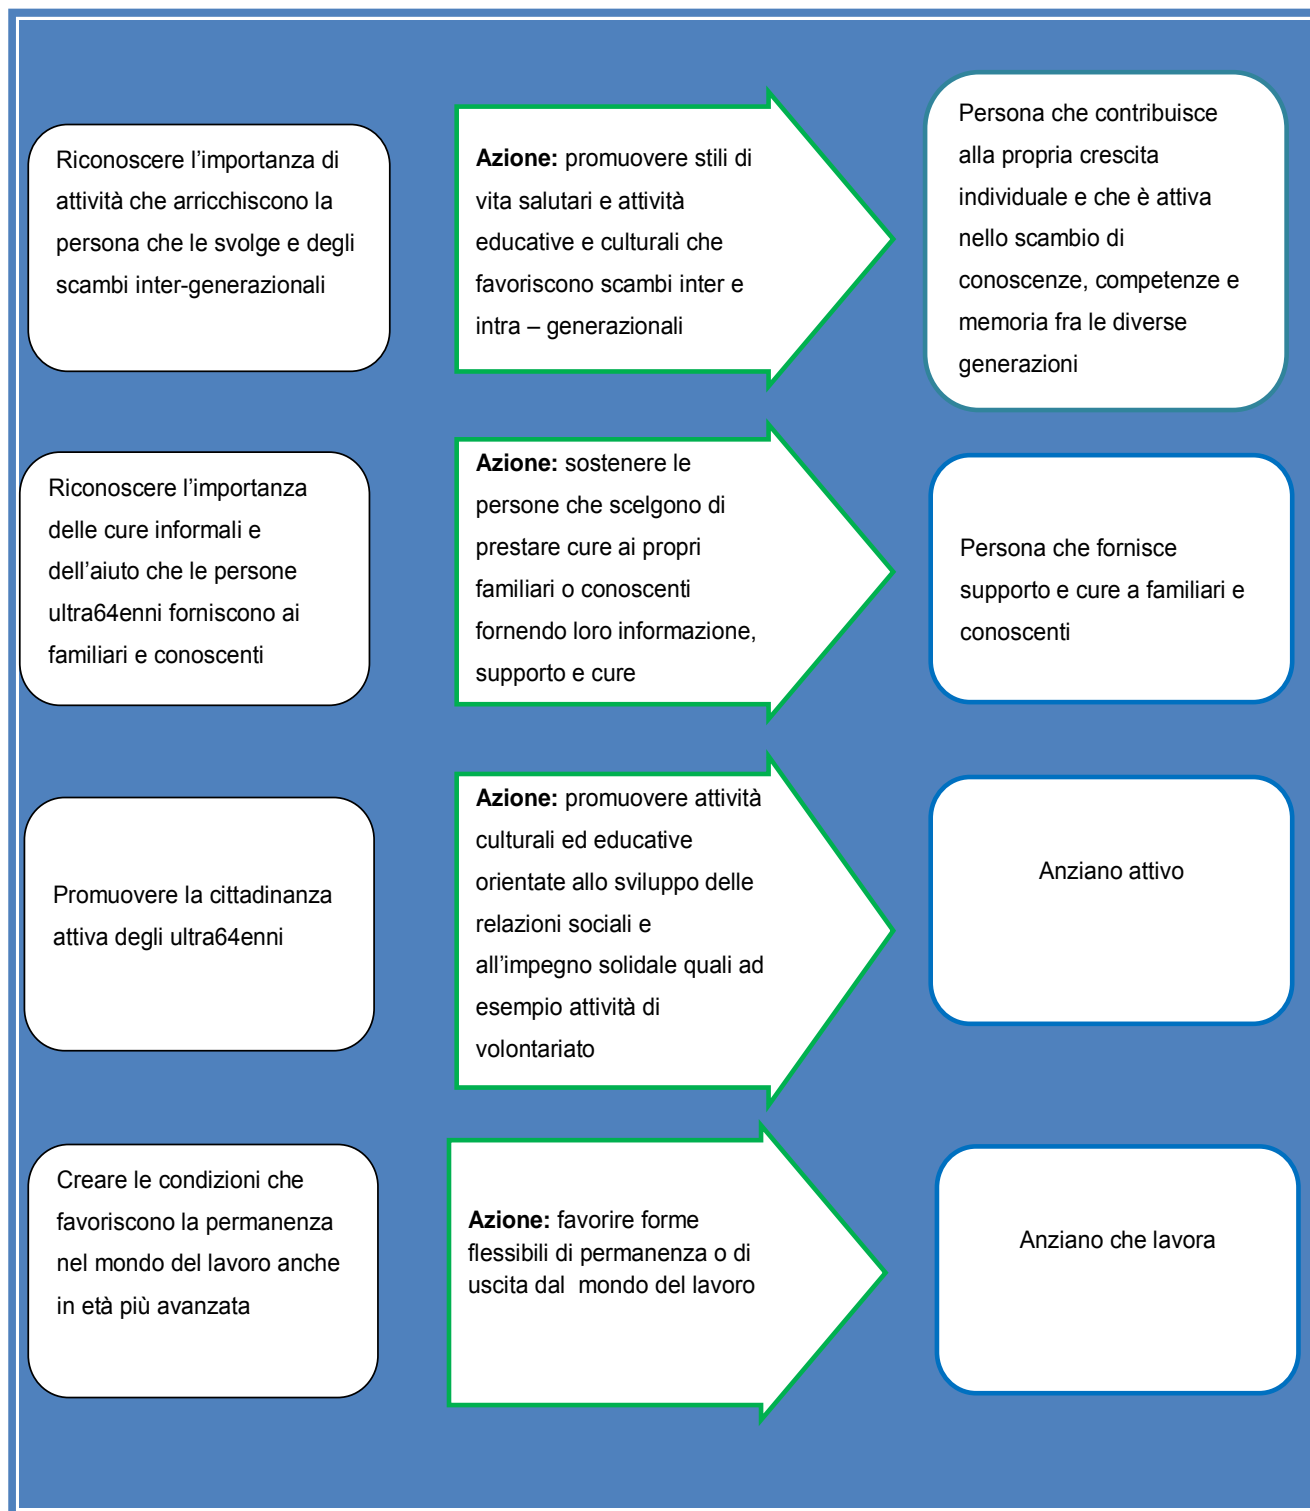 Riconoscere l’importanza di
attività che arricchiscono la
persona che le svolge e degli
scambi inter-generazionali
Azione: promuovere stili di
vita salutari e attività
educative e culturali che
favoriscono scambi inter e
intra – generazionali
Persona che contribuisce
alla propria crescita
individuale e che è attiva
nello scambio di
conoscenze, competenze e
memoria fra le diverse
generazioni
Riconoscere l’importanza
delle cure informali e
dell’aiuto che le persone
ultra64enni forniscono ai
familiari e conoscenti
Azione: sostenere le
persone che scelgono di
prestare cure ai propri
familiari o conoscenti
fornendo loro informazione,
supporto e cure
Persona che fornisce
supporto e cure a familiari e
conoscenti
Promuovere la cittadinanza
attiva degli ultra64enni
Azione: promuovere attività
culturali ed educative
orientate allo sviluppo delle
relazioni sociali e
all’impegno solidale quali ad
esempio attività di
volontariato
Anziano attivo
Creare le condizioni che
favoriscono la permanenza
nel mondo del lavoro anche
in età più avanzata
Azione: favorire forme
flessibili di permanenza o di
uscita dal  mondo del lavoro
Anziano che lavora